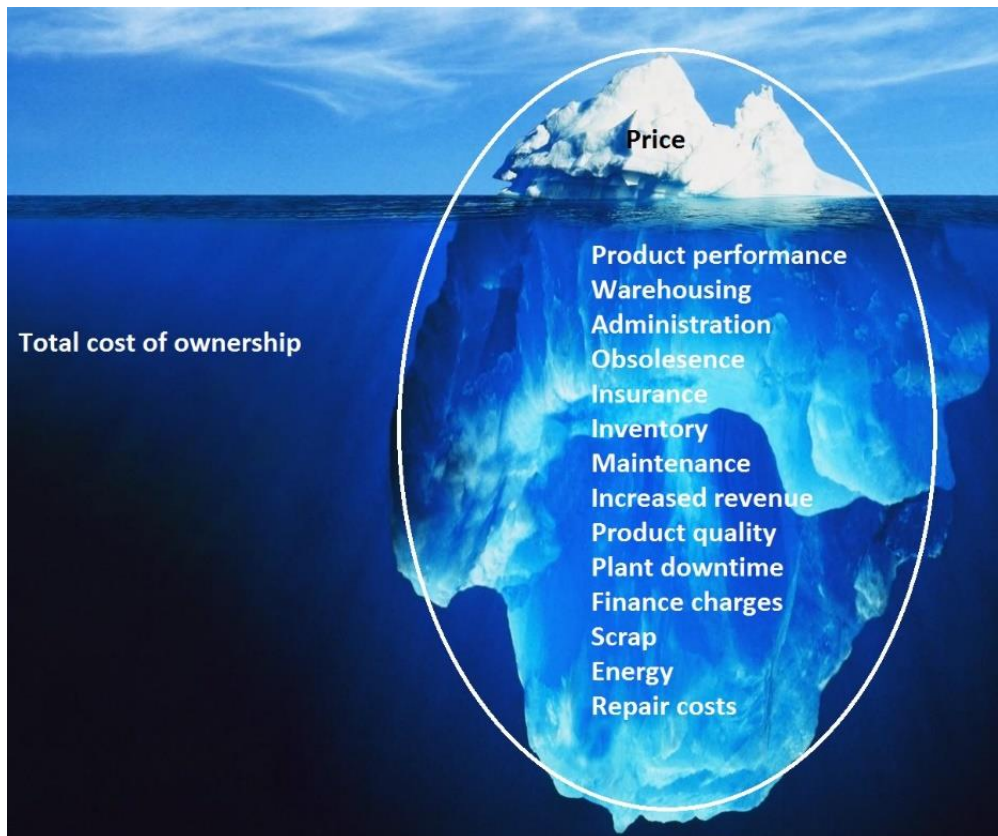 Price
Product performance
Warehousing
Administration
Total cost of ownership
Obsolesence
Insurance
Inventory
Maintenance
Increased revenue
Product quality
Plant downtime
Finance charges
Scrap
Energy
Repair costs